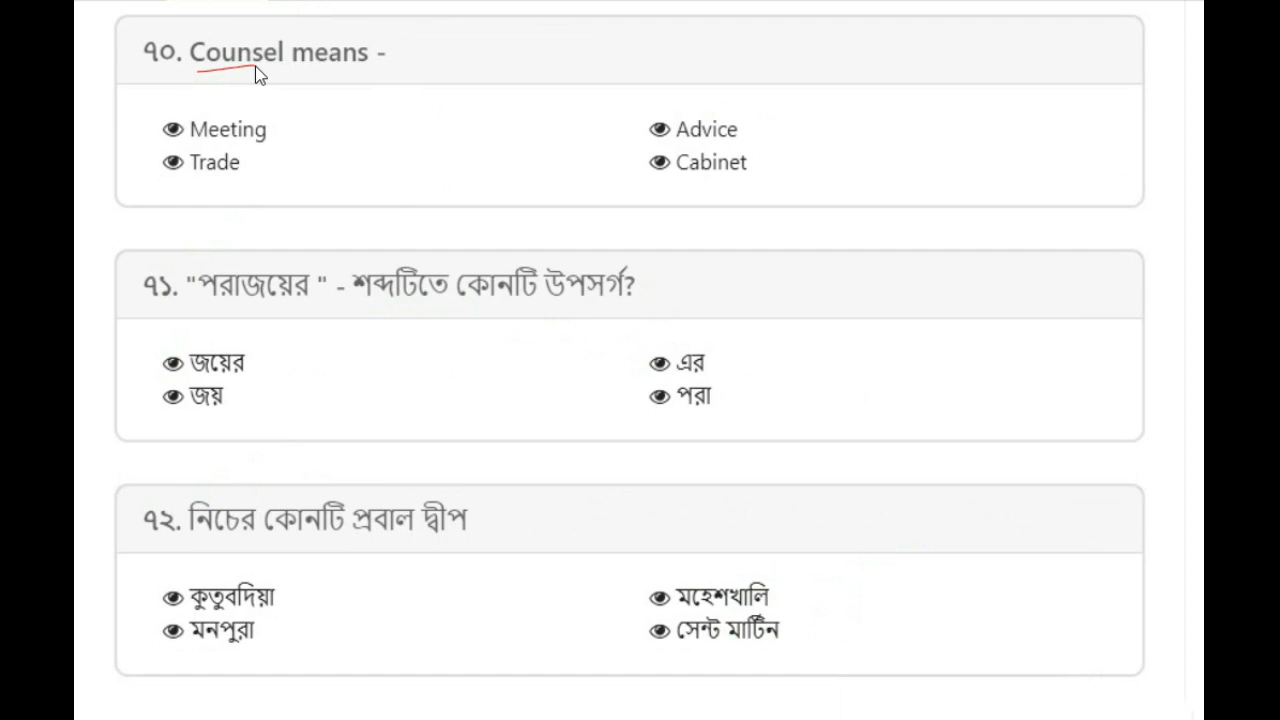 ৭০. Counsel means -
Meeting
Advice
Trade
Cabinet
৭১. "পরাজয়ের " - শব্দটিতে কোনটি উপসর্গ?
জয়ের
এর
জয়
পরা
৭২. নিচের কোনটি প্রবাল দ্বীপ
কুতুবদিয়া
মহেশখালি
মনপুরা
সেন্ট মার্টিন